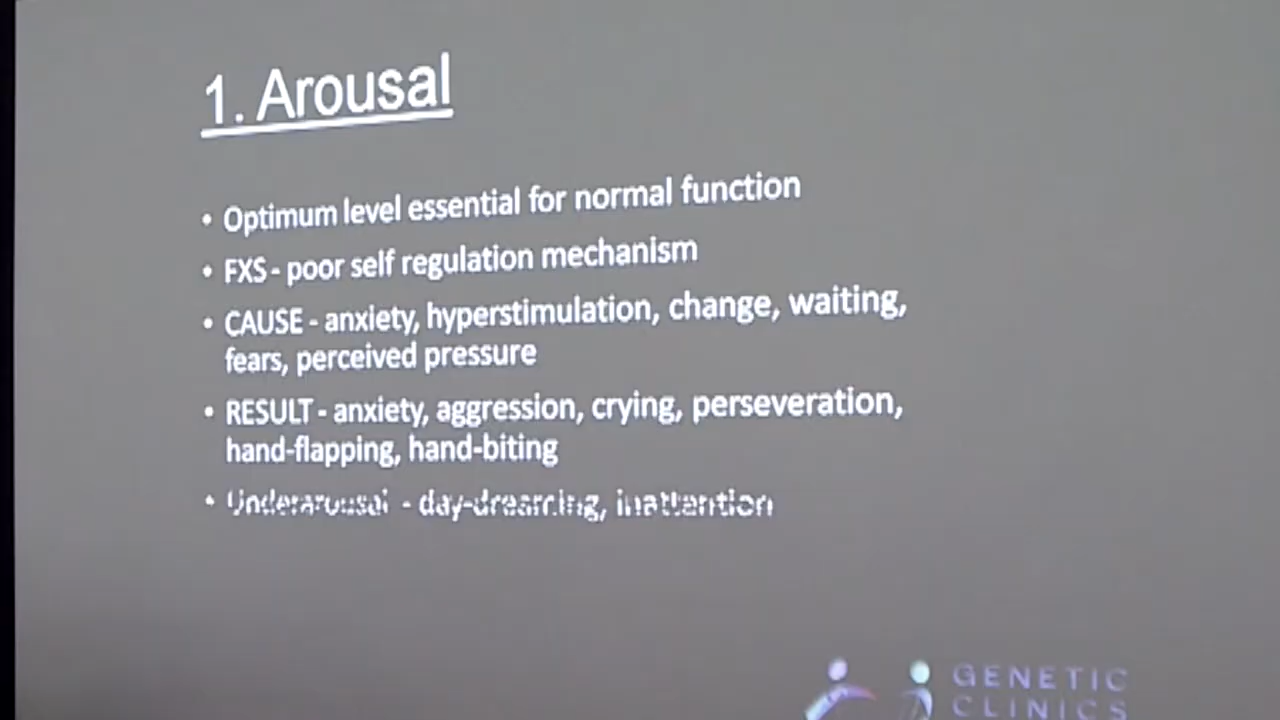 1. Arousal
• Optimum level essential for normal function
• FXS - poor self regulation mechanism
• CAUSE - anxiety, hyperstimulation, change, waiting,
fears, perceived pressure
• RESULT - anxiety, aggression, crying, perseveration,
hand-flapping, hand-biting
• Underarousal - day-dreaming, inattention
GENETIC
CLINICS